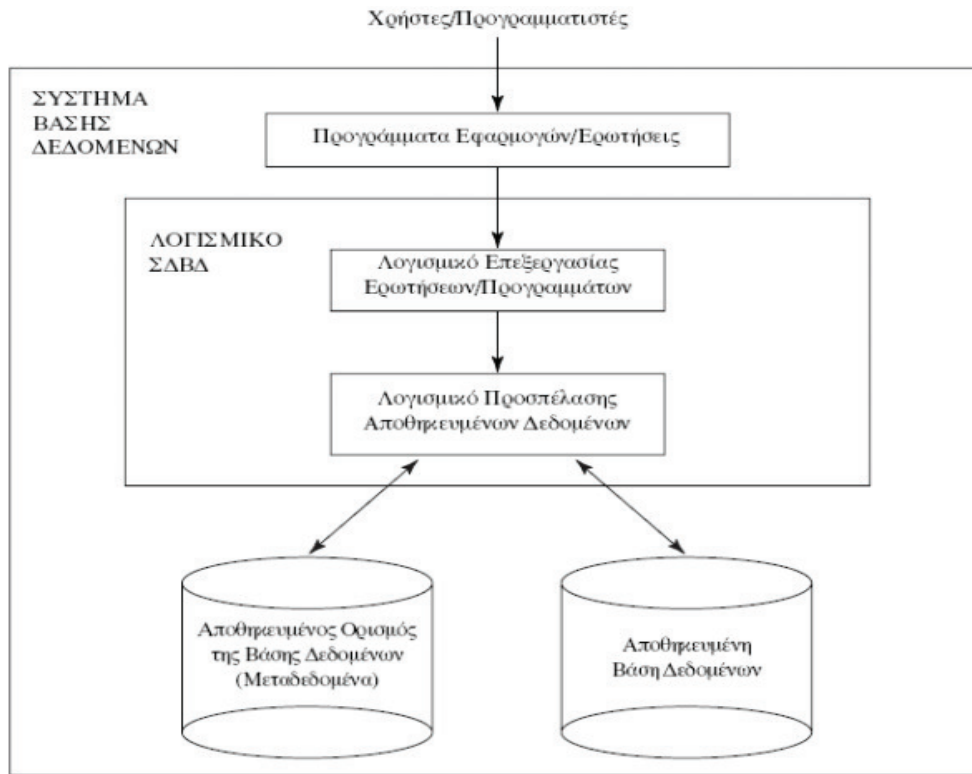 Χρήστες/Προγραμματιστές
ΣΥΣΤΗΜΑ
ΒΑΣΗΣ
ΔΕΔΟΜΕΝΩΝ
Προγράμματα Εφαρμογών/Ερωτήσεις
ΛΟΓΙΣΜΙΚΟ
ΣΔΒΔ
Λογισμικό Επεξεργασίας
Ερωτήσεων/Προγραμμάτων
Λογισμικό Προσπέλασης
Αποθηκευμένων Δεδομένων
Αποθηκευμένος Ορισμός
της Βάσης Δεδομένων
(Μεταδεδομένα)
Αποθηκευμένη
Βάση Δεδομένων